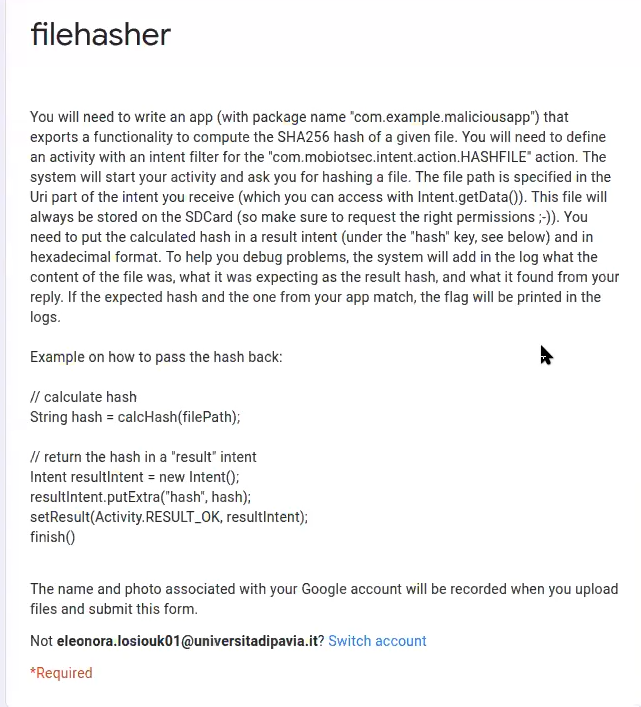 filehasher
You will need to write an app (with package name "com.example.maliciousapp") that
exports a functionality to compute the SHA256 hash of a given file. You will need to define
an activity with an intent filter for the "com.mobiotsec.intent.action.HASHFILE" action. The
system will start your activity and ask you for hashing a file. The file path is specified in the
Uri part of the intent you receive (which you can access with Intent.getData()). This file will
always be stored on the SDCard (so make sure to request the right permissions ;-)). You
need to put the calculated hash in a result intent (under the "hash" key, see below) and in
hexadecimal format. To help you debug problems, the system will add in the log what the
content of the file was, what it was expecting as the result hash, and what it found from your
reply. If the expected hash and the one from your app match, the flag will be printed in the
logs.
Example on how to pass the hash back:
// calculate hash
String hash = calcHash(filePath);
// return the hash in a "result" intent
Intent resultIntent = new Intent();
resultIntent.putExtra("hash", hash);
setResult(Activity.RESULT_OK, resultIntent);
finish()
The name and photo associated with your Google account will be recorded when you upload
files and submit this form.
Not eleonora.losiouk01@universitadipavia.it? Switch account
*Required